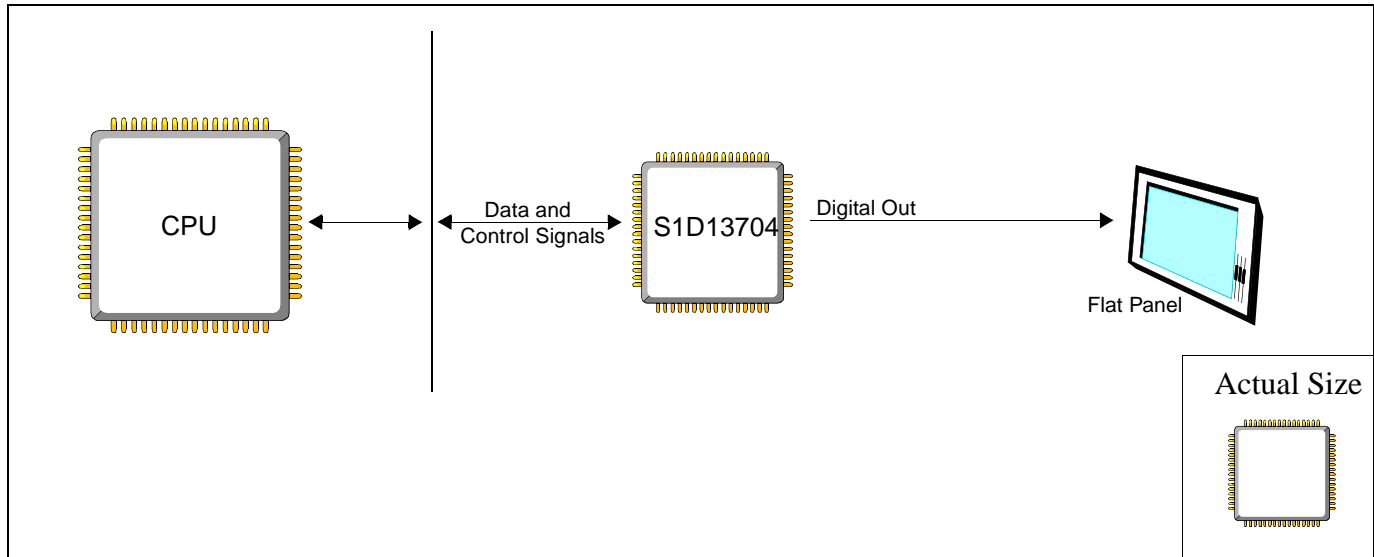 CPU
Data and
Control Signals
S1D13704
Digital Out
Flat Panel
Actual Size